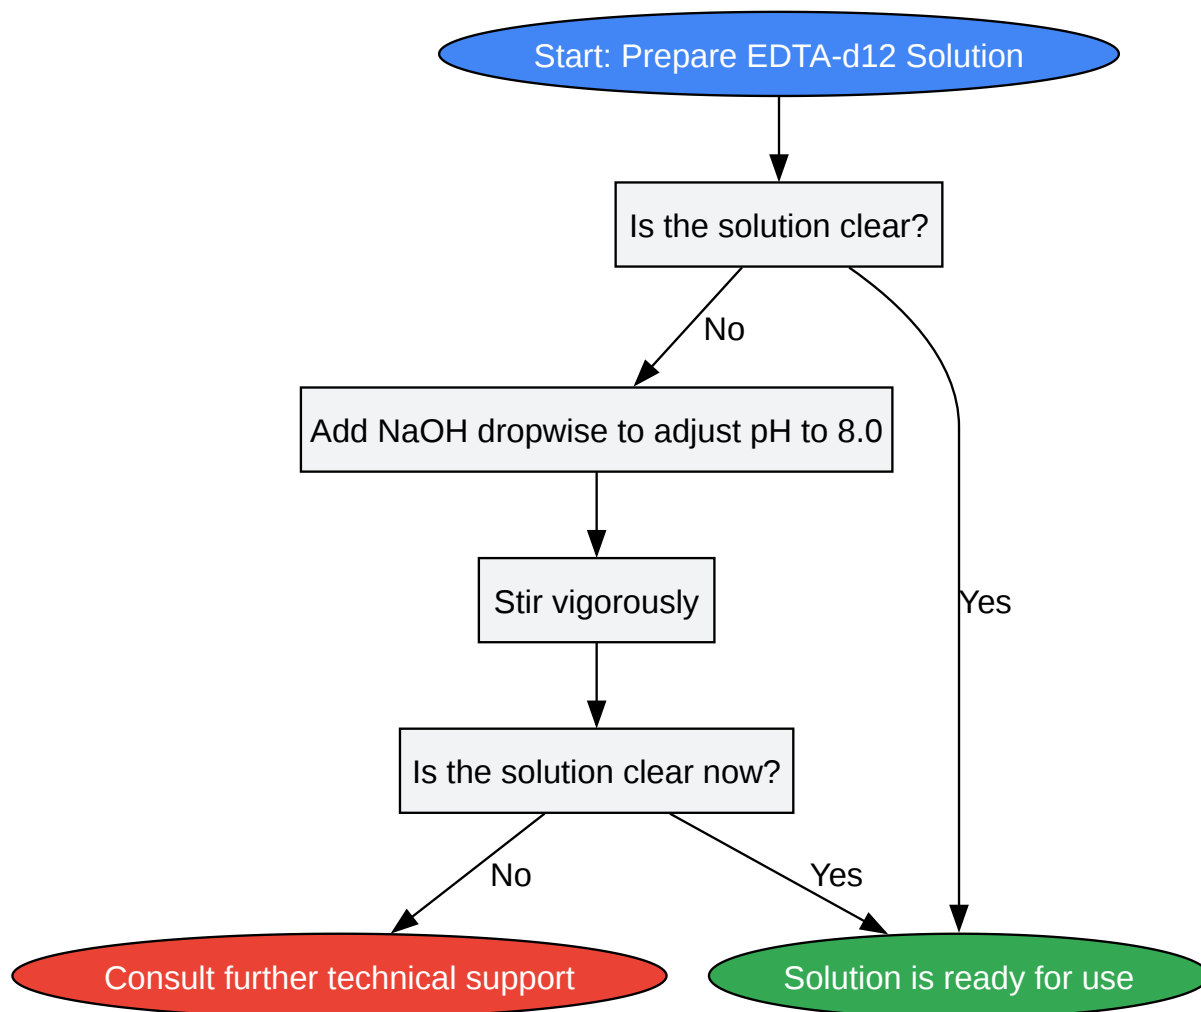 Start: Prepare EDTA-d12 Solution
Is the solution clear?
No
Add NaOH dropwise to adjust pH to 8.0
Stir vigorously
Yes
Is the solution clear now?
No
Yes
Consult further technical support
Solution is ready for use